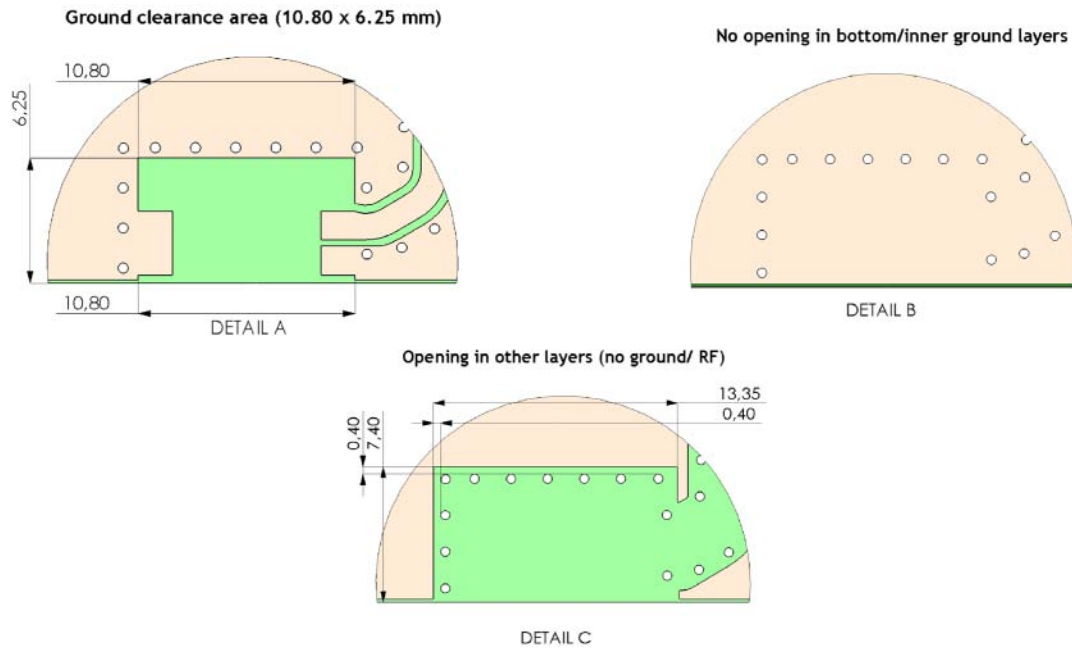 Ground clearance area (10.80 x 6.25 mm)
10,80
6,25
10,80
DETAIL A
No opening in bottom/inner ground layers
DETAIL B
Opening in other layers (no ground/ RF)
13,35
0,40
0,40
7,40
DETAIL C